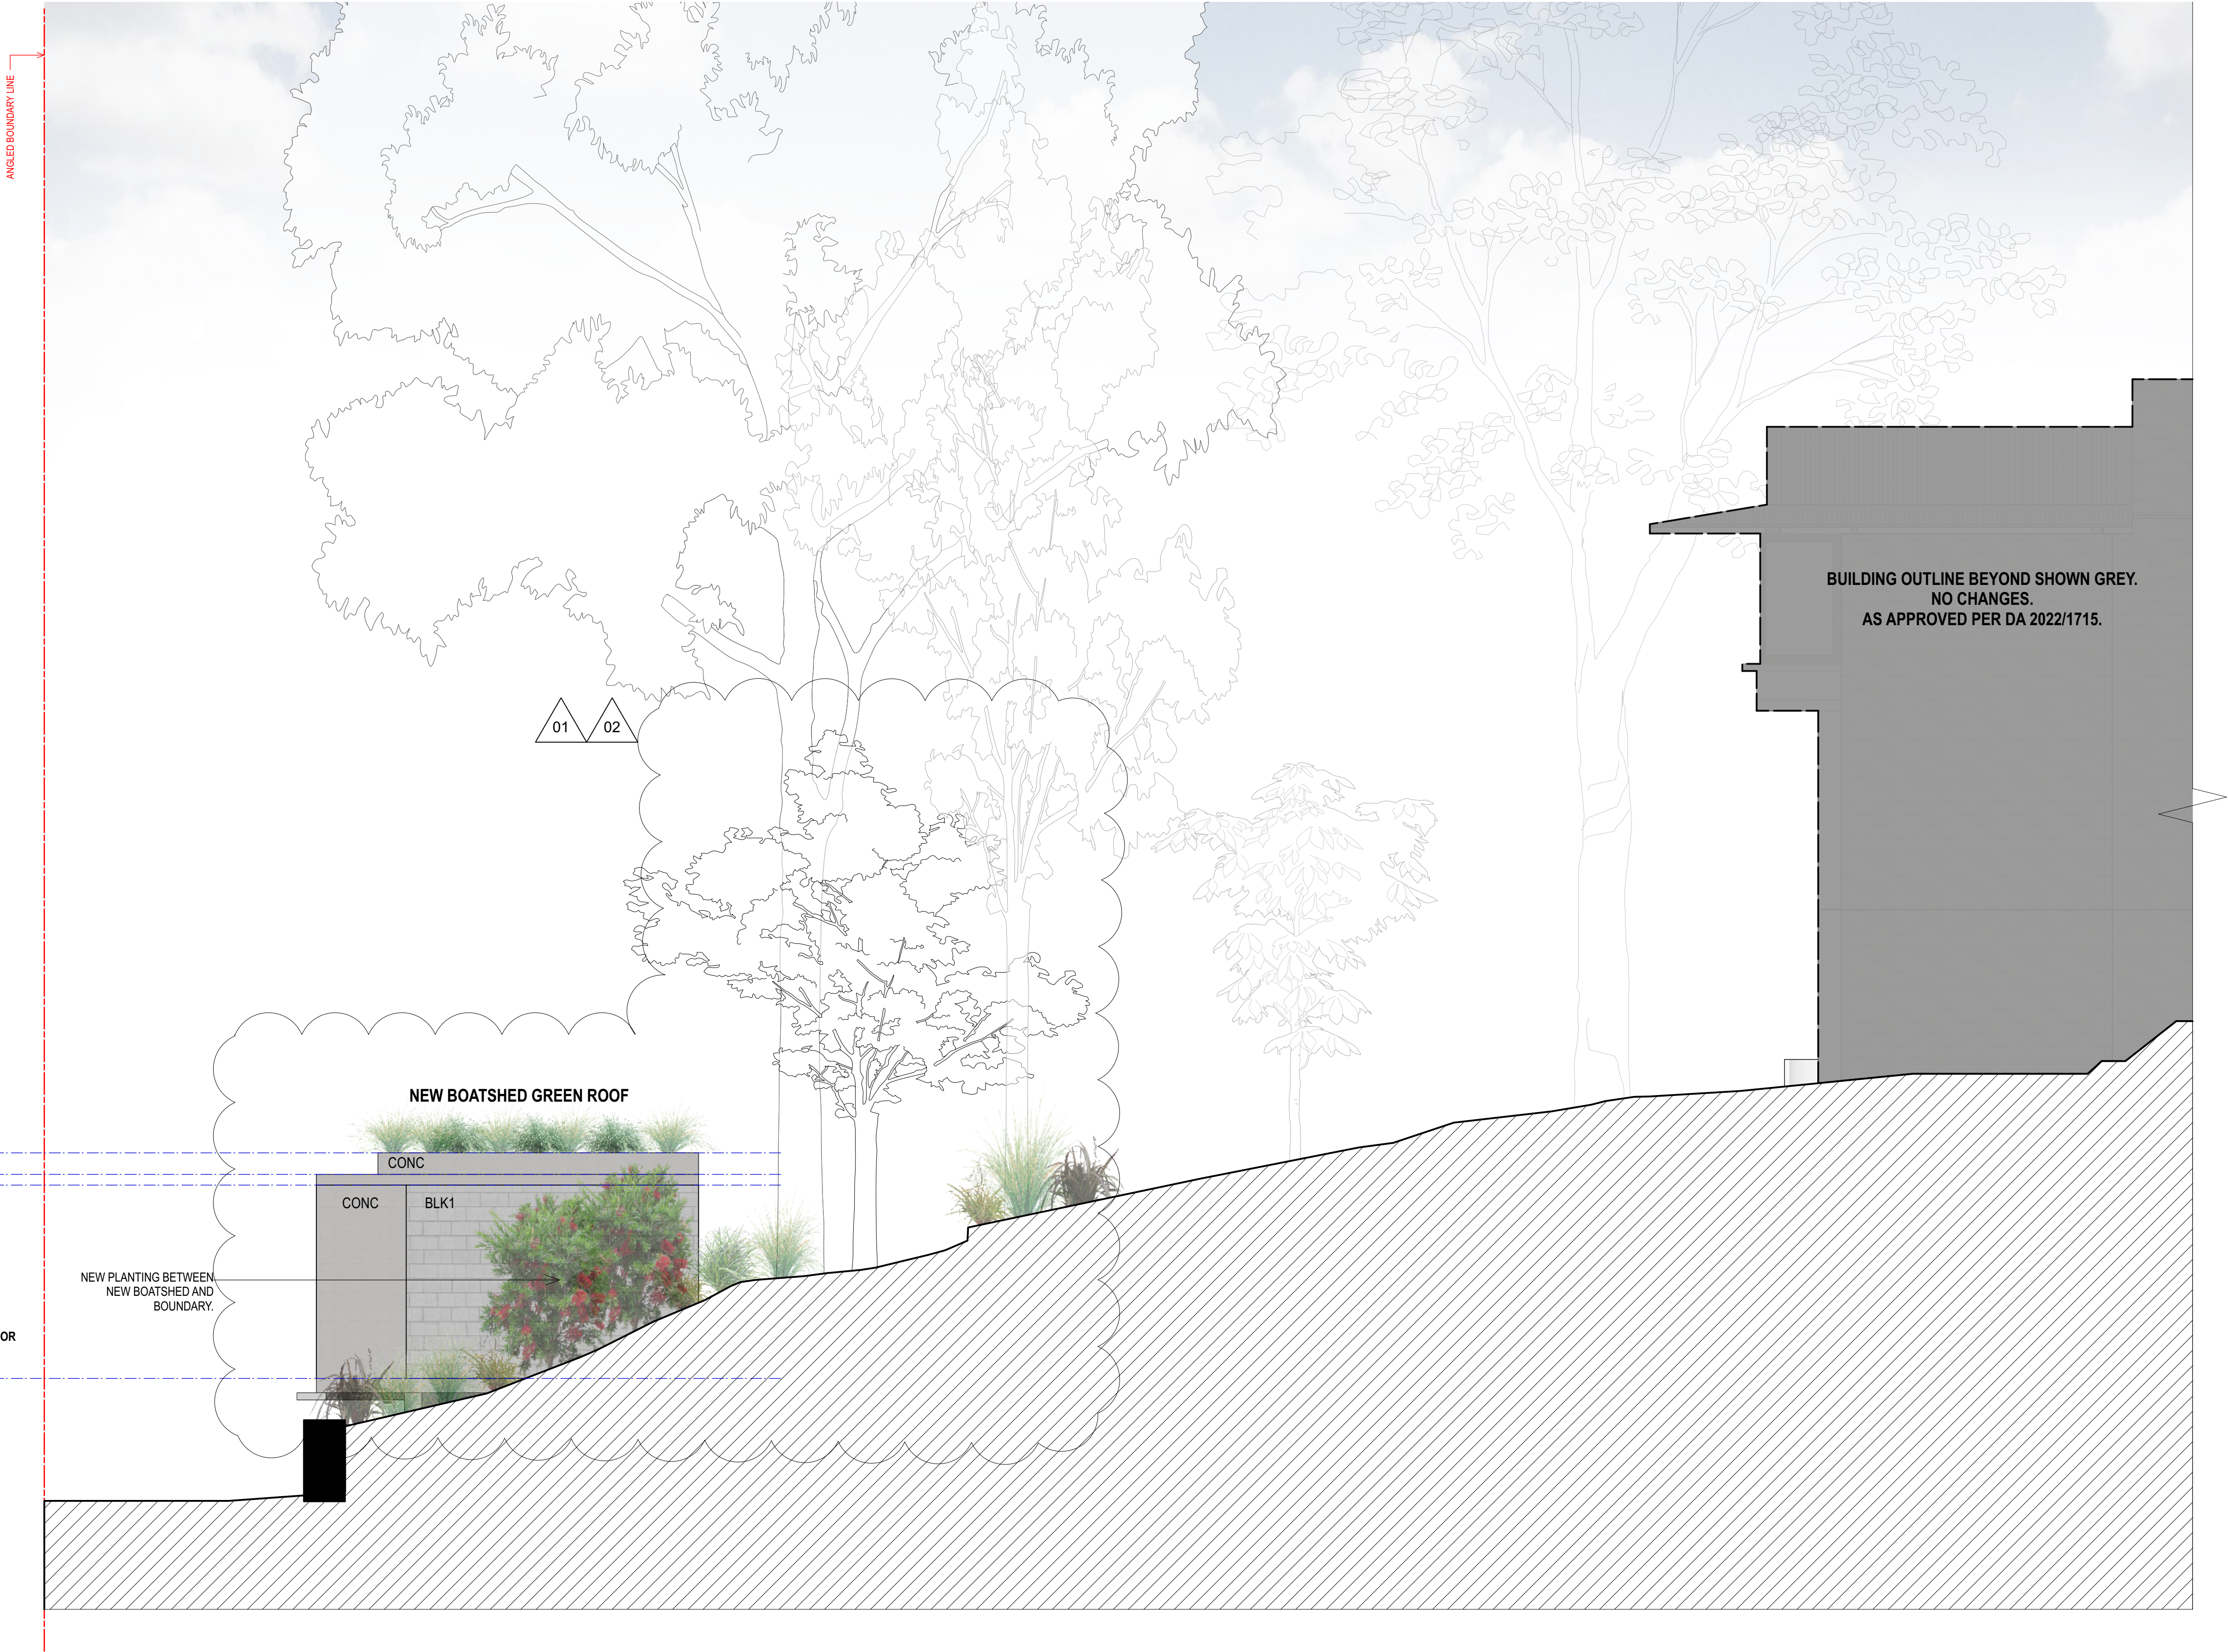 ANGLED BOUNDARY LINE
BUILDING OUTLINE BEYOND SHOWN GREY.
NO CHANGES.
AS APPROVED PER DA 2022/1715.
01
02
NEW BOATSHED GREEN ROOF
CONC
CONC
BLK1
NEW PLANTING BETWEEN
NEW BOATSHED AND
BOUNDARY.
OR